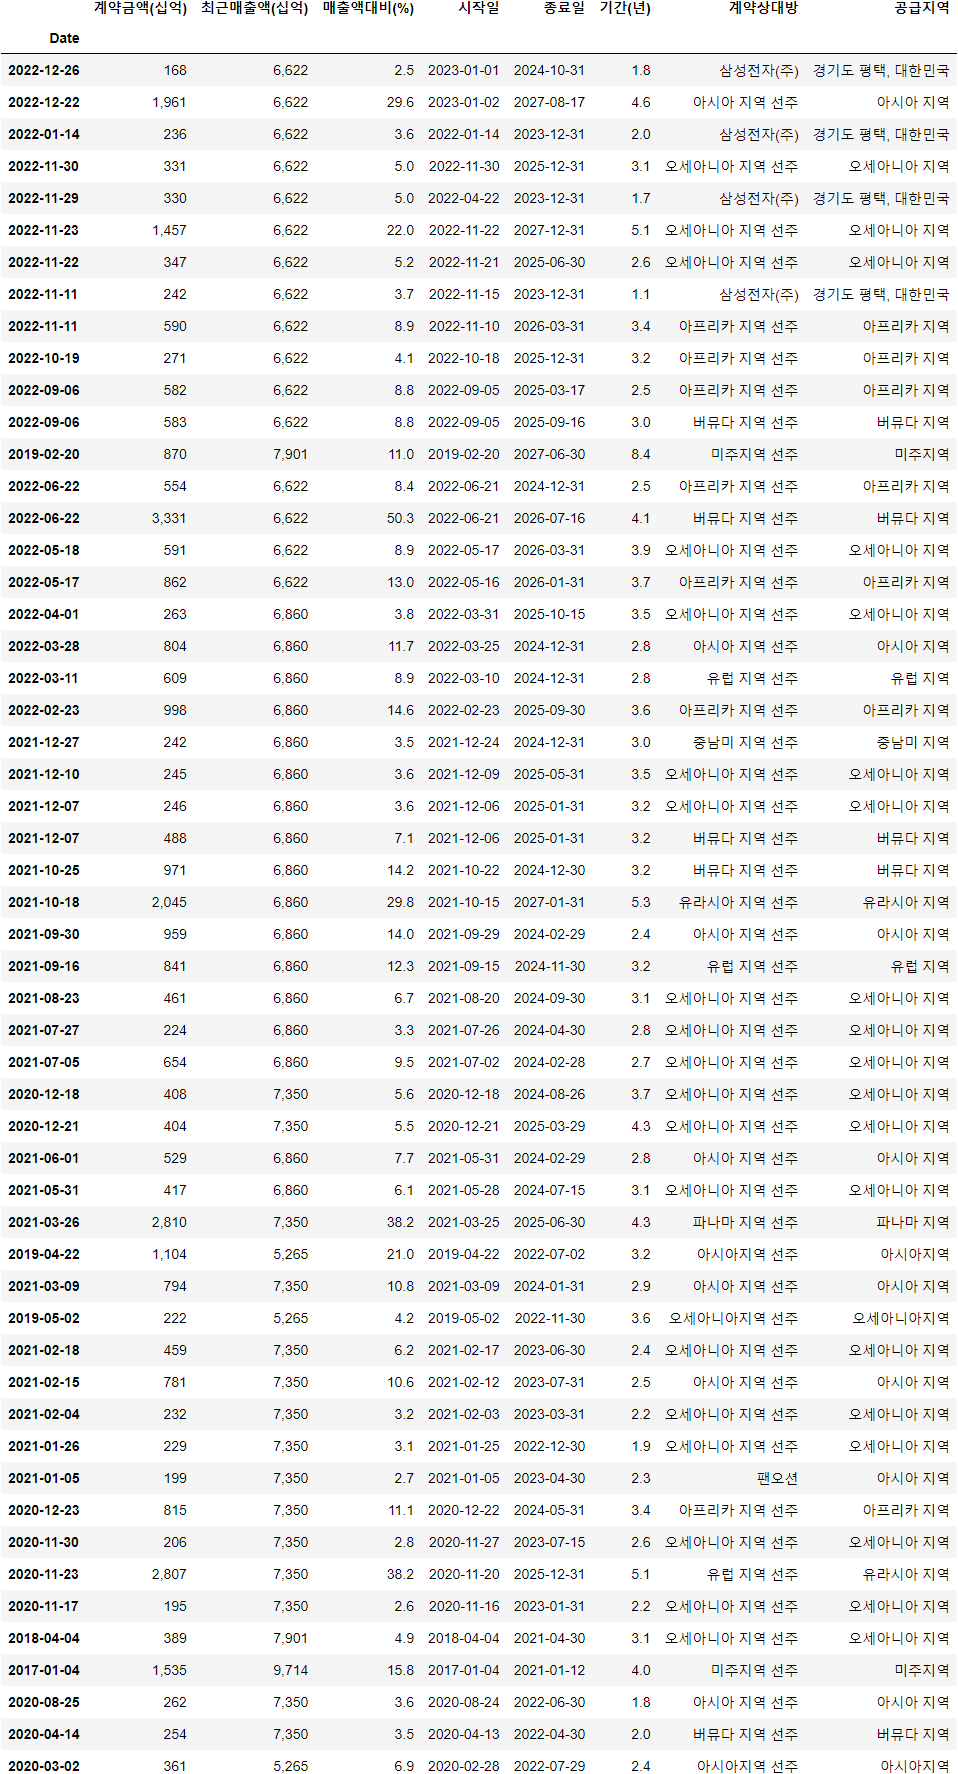 계약금액(십억) 최근매출액(십억) 매출액대비(%) 시작일 종료일 기간(년) 계약상대방 공급지역
Date
2022-12-26 168 6,622 2.5 2023-01-01 2024-10-31 1.8 삼성전자(주) 경기도 평택, 대한민국
2022-12-22 1,961 6,622 29.6 2023-01-02 2027-08-17 4.6 아시아 지역 선주 아시아 지역
2022-01-14 236 6,622 3.6 2022-01-14 2023-12-31 2.0 삼성전자(주) 경기도 평택, 대한민국
2022-11-30 331 6,622 5.0 2022-11-30 2025-12-31 3.1 오세아니아 지역 선주 오세아니아 지역
2022-11-29 330 6,622 5.0 2022-04-22 2023-12-31 1.7 삼성전자(주) 경기도 평택, 대한민국
2022-11-23 1,457 6,622 22.0 2022-11-22 2027-12-31 5.1 오세아니아 지역 선주 오세아니아 지역
2022-11-22 347 6,622 5.2 2022-11-21 2025-06-30 2.6 오세아니아 지역 선주 오세아니아 지역
2022-11-11 242 6,622 3.7 2022-11-15 2023-12-31 1.1 삼성전자(주) 경기도 평택, 대한민국
2022-11-11 590 6,622 8.9 2022-11-10 2026-03-31 3.4 아프리카 지역 선주 아프리카 지역
2022-10-19 271 6,622 4.1 2022-10-18 2025-12-31 3.2 아프리카 지역 선주 아프리카 지역
2022-09-06 582 6,622 8.8 2022-09-05 2025-03-17 2.5 아프리카 지역 선주 아프리카 지역
2022-09-06 583 6,622 8.8 2022-09-05 2025-09-16 3.0 버뮤다 지역 선주 버뮤다 지역
2019-02-20 870 7,901 11.0 2019-02-20 2027-06-30 8.4 미주지역 선주 미주지역
2022-06-22 554 6,622 8.4 2022-06-21 2024-12-31 2.5 아프리카 지역 선주 아프리카 지역
2022-06-22 3,331 6,622 50.3 2022-06-21 2026-07-16 4.1 버뮤다 지역 선주 버뮤다 지역
2022-05-18 591 6,622 8.9 2022-05-17 2026-03-31 3.9 오세아니아 지역 선주 오세아니아 지역
2022-05-17 862 6,622 13.0 2022-05-16 2026-01-31 3.7 아프리카 지역 선주 아프리카 지역
2022-04-01 263 6,860 3.8 2022-03-31 2025-10-15 3.5 오세아니아 지역 선주 오세아니아 지역
2022-03-28 804 6,860 11.7 2022-03-25 2024-12-31 2.8 아시아 지역 선주 아시아 지역
2022-03-11 609 6,860 8.9 2022-03-10 2024-12-31 2.8 유럽 지역 선주 유럽 지역
2022-02-23 998 6,860 14.6 2022-02-23 2025-09-30 3.6 아프리카 지역 선주 아프리카 지역
2021-12-27 242 6,860 3.5 2021-12-24 2024-12-31 3.0 중남미 지역 선주 중남미 지역
2021-12-10 245 6,860 3.6 2021-12-09 2025-05-31 3.5 오세아니아 지역 선주 오세아니아 지역
2021-12-07 246 6,860 3.6 2021-12-06 2025-01-31 3.2 오세아니아 지역 선주 오세아니아 지역
2021-12-07 488 6,860 7.1 2021-12-06 2025-01-31 3.2 버뮤다 지역 선주 버뮤다 지역
2021-10-25 971 6,860 14.2 2021-10-22 2024-12-30 3.2 버뮤다 지역 선주 버뮤다 지역
2021-10-18 2,045 6,860 29.8 2021-10-15 2027-01-31 5.3 유라시아 지역 선주 유라시아 지역
2021-09-30 959 6,860 14.0 2021-09-29 2024-02-29 2.4 아시아 지역 선주 아시아 지역
2021-09-16 841 6,860 12.3 2021-09-15 2024-11-30 3.2 유럽 지역 선주 유럽 지역
2021-08-23 461 6,860 6.7 2021-08-20 2024-09-30 3.1 오세아니아 지역 선주 오세아니아 지역
2021-07-27 224 6,860 3.3 2021-07-26 2024-04-30 2.8 오세아니아 지역 선주 오세아니아 지역
2021-07-05 654 6,860 9.5 2021-07-02 2024-02-28 2.7 오세아니아 지역 선주 오세아니아 지역
2020-12-18 408 7,350 5.6 2020-12-18 2024-08-26 3.7 오세아니아 지역 선주 오세아니아 지역
2020-12-21 404 7,350 5.5 2020-12-21 2025-03-29 4.3 오세아니아 지역 선주 오세아니아 지역
2021-06-01 529 6,860 7.7 2021-05-31 2024-02-29 2.8 아시아 지역 선주 아시아 지역
2021-05-31 417 6,860 6.1 2021-05-28 2024-07-15 3.1 오세아니아 지역 선주 오세아니아 지역
2021-03-26 2,810 7,350 38.2 2021-03-25 2025-06-30 4.3 파나마 지역 선주 파나마 지역
2019-04-22 1,104 5,265 21.0 2019-04-22 2022-07-02 3.2 아시아지역 선주 아시아지역
2021-03-09 794 7,350 10.8 2021-03-09 2024-01-31 2.9 아시아 지역 선주 아시아 지역
2019-05-02 222 5,265 4.2 2019-05-02 2022-11-30 3.6 오세아니아지역 선주 오세아니아지역
2021-02-18 459 7,350 6.2 2021-02-17 2023-06-30 2.4 오세아니아 지역 선주 오세아니아 지역
2021-02-15 781 7,350 10.6 2021-02-12 2023-07-31 2.5 아시아 지역 선주 아시아 지역
2021-02-04 232 7,350 3.2 2021-02-03 2023-03-31 2.2 오세아니아 지역 선주 오세아니아 지역
2021-01-26 229 7,350 3.1 2021-01-25 2022-12-30 1.9 오세아니아 지역 선주 오세아니아 지역
2021-01-05 199 7,350 2.7 2021-01-05 2023-04-30 2.3 팬오션 아시아 지역
2020-12-23 815 7,350 11.1 2020-12-22 2024-05-31 3.4 아프리카 지역 선주 아프리카 지역
2020-11-30 206 7,350 2.8 2020-11-27 2023-07-15 2.6 오세아니아 지역 선주 오세아니아 지역
2020-11-23 2,807 7,350 38.2 2020-11-20 2025-12-31 5.1 유럽 지역 선주 유라시아 지역
2020-11-17 195 7,350 2.6 2020-11-16 2023-01-31 2.2 오세아니아 지역 선주 오세아니아 지역
2018-04-04 389 7,901 4.9 2018-04-04 2021-04-30 3.1 오세아니아 지역 선주 오세아니아 지역
2017-01-04 1,535 9,714 15.8 2017-01-04 2021-01-12 4.0 미주지역 선주 미주지역
2020-08-25 262 7,350 3.6 2020-08-24 2022-06-30 1.8 아시아 지역 선주 아시아 지역
2020-04-14 254 7,350 3.5 2020-04-13 2022-04-30 2.0 버뮤다 지역 선주 버뮤다 지역
2020-03-02 361 5,265 6.9 2020-02-28 2022-07-29 2.4 아시아지역 선주 아시아지역